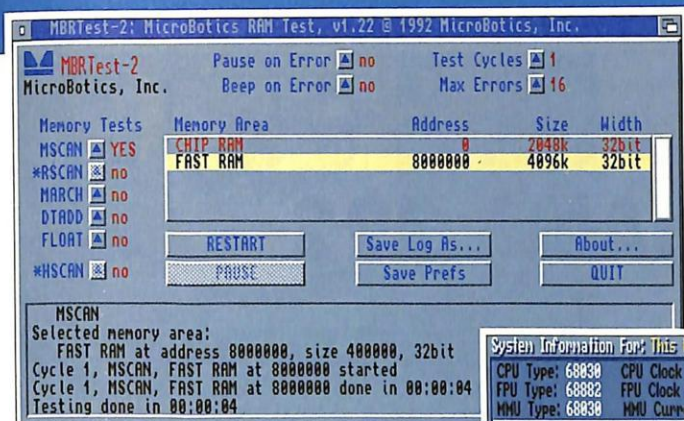 MBRTest-2: MicroBotics RAM Test, v1.22 © 1992 MicroBotics, Inc.
MBRTest-2
MicroBotics, Inc.
Pause on Error no
Test Cycles 1
Beep on Error no
Max Errors 16
Memory Tests
MSCAN YES
*RSCAN no
MARCH no
DTADD no
FLOAT no
*HSCAN no
Memory Area Address Size Width
CHIP RAM 0 2048k 32bit
FAST RAM 8000000 4096k 32bit
RESTART Save Log As... About...
PAUSE Save Prefs QUIT
MSCAN
Selected memory area:
FAST RAM at address 8000000, size 400000, 32bit
Cycle 1, MSCAN, FAST RAM at 8000000 started
Cycle 1, MSCAN, FAST RAM at 8000000 done in 00:00:04
Testing done in 00:00:04
System Information For: This
CPU Type: 68030 CPU Clock
FPU Type: 68882 FPU Clock
MMU Type: 68030 MMU Curr